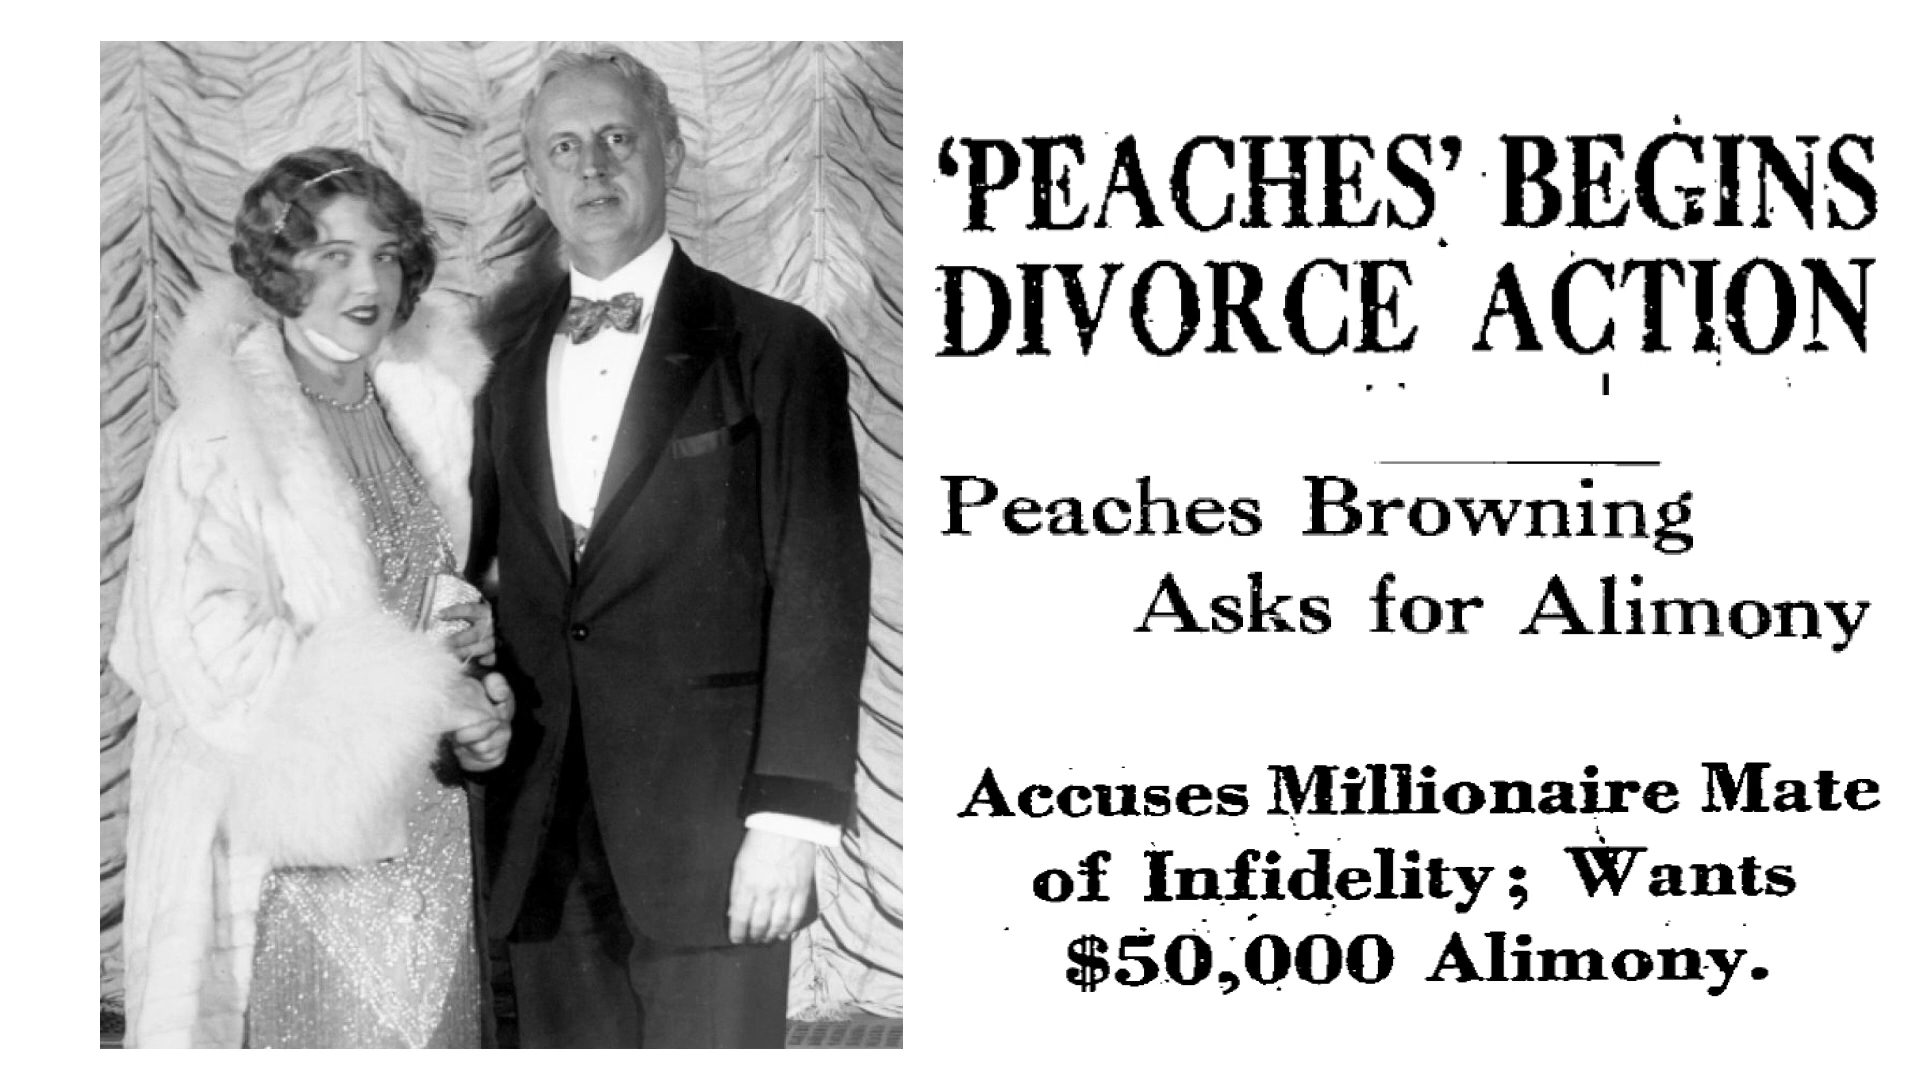 ‘PEACHES’ BEGINS
DIVORCE ACTION
Peaches Browning
Asks for Alimony
Accuses Millionaire Mate
of Infidelity; Wants
$50,000 Alimony.